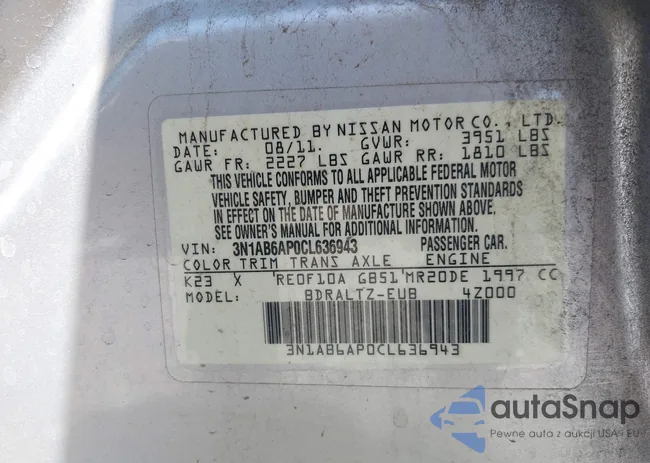 MANUFACTURED BY NISSAN MOTOR CO., LTD.
DATE: 08/11. GVWR: 3951 LBS
GAWR FR: 2227 LBS GAWR RR: 1810 LBS
THIS VEHICLE CONFORMS TO ALL APPLICABLE FEDERAL MOTOR
VEHICLE SAFETY, BUMPER AND THEFT PREVENTION STANDARDS
IN EFFECT ON THE DATE OF MANUFACTURE SHOWN ABOVE.
SEE OWNER'S MANUAL FOR ADDITIONAL INFORMATION.
VIN: 3N1AB6AP0CL636943 PASSENGER CAR.
COLOR TRIM TRANS AXLE ENGINE
K23 X 'RE0F10A GB51'MR20DE 1997 CC
MODEL: BDRALTZ-EUB 4Z000
3N1AB6AP0CL636943
autaSnap
Pewne auta z aukcji USA i EU